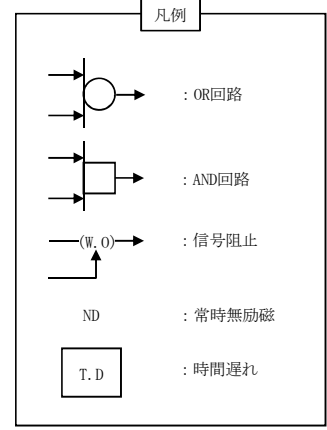 凡例
：OR回路
：AND回路
(W.O)
：信号阻止
ND
：常時無励磁
T.D
：時間遅れ